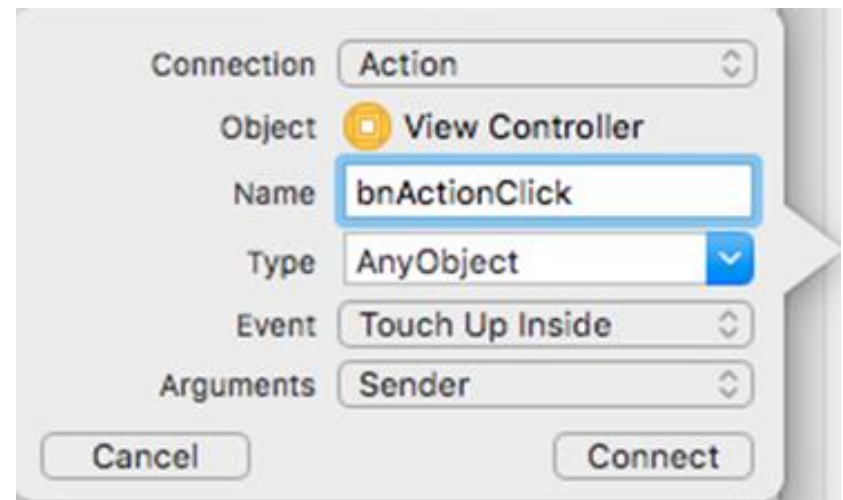 Connection Action
Object View Controller
Name bnActionClick
Type AnyObject
Event Touch Up Inside
Arguments Sender
Cancel Connect